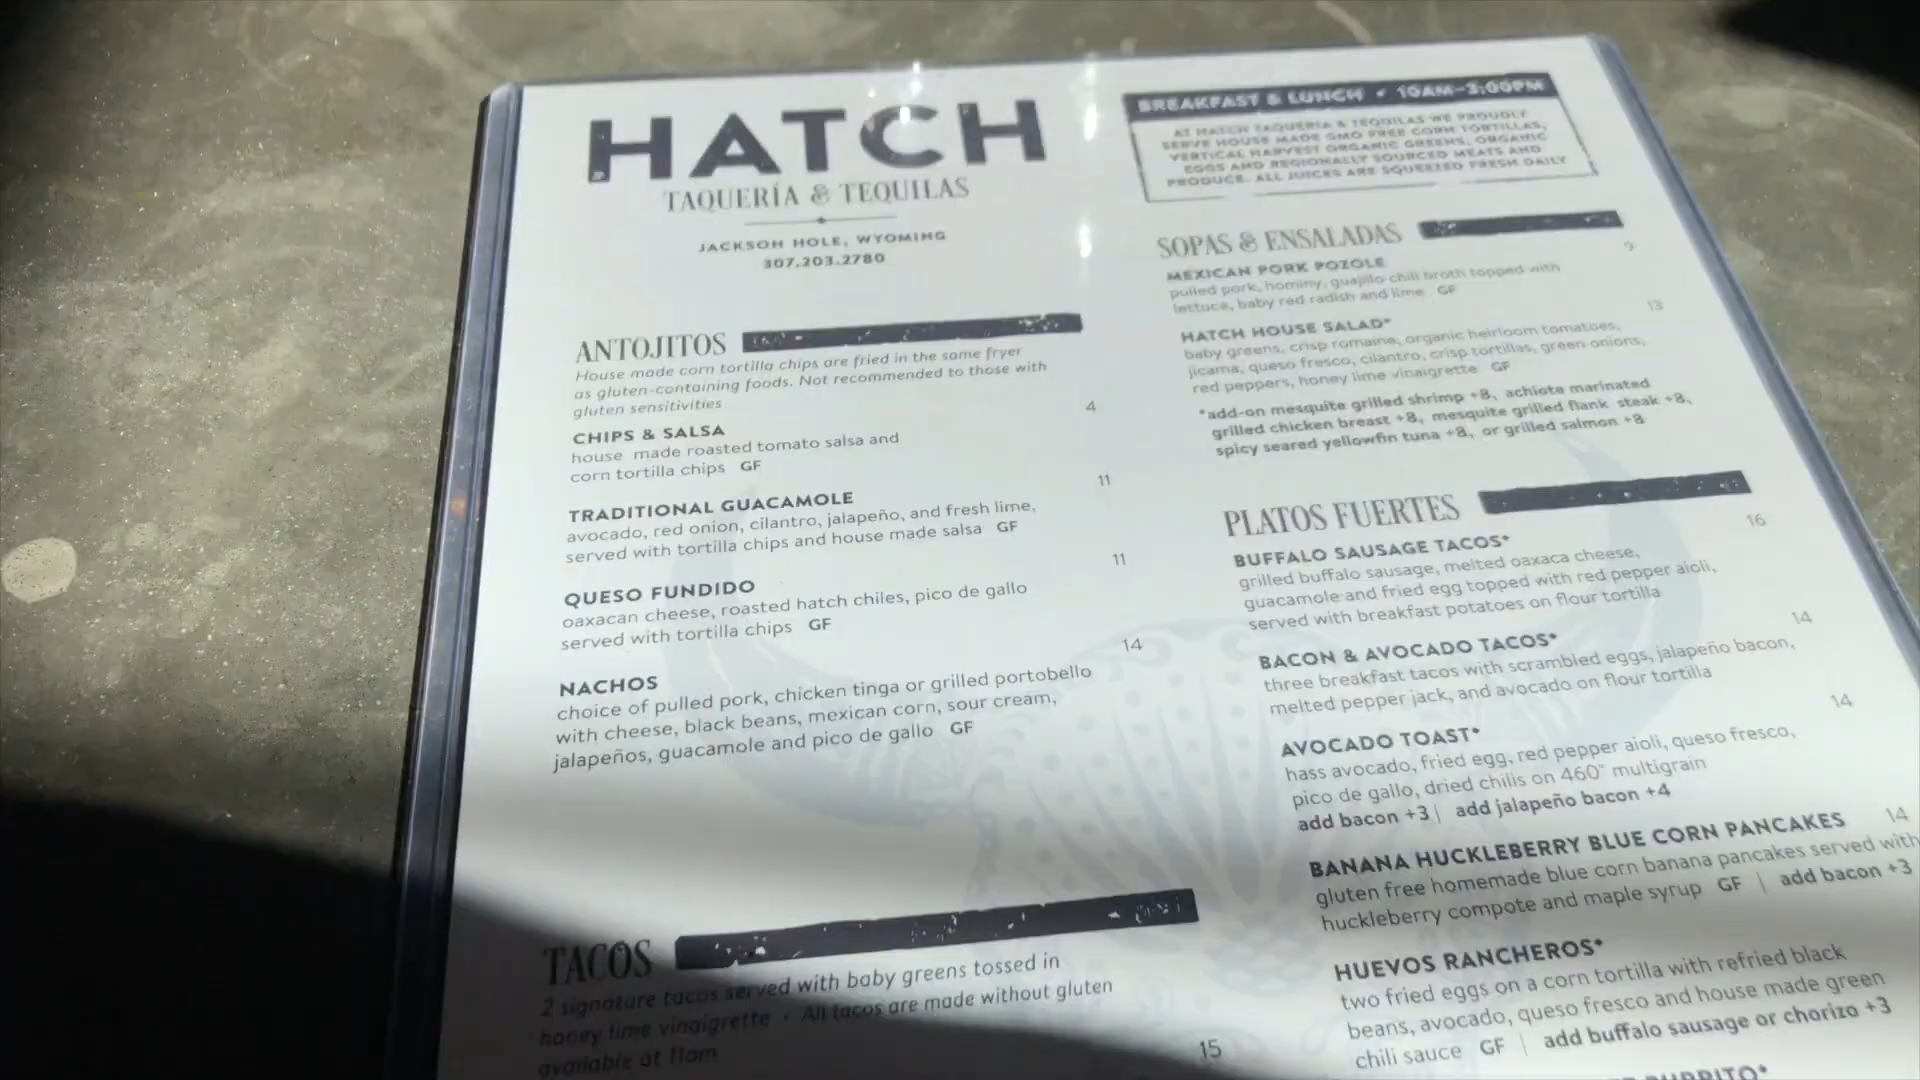 HATCH
TAQUERÍA & TEQUILAS
JACKSON HOLE, WYOMING
307.203.2780
ANTOJITOS
House made corn tortilla chips are fried in the same fryer
as gluten-containing foods. Not recommended to those with
gluten sensitivities
CHIPS & SALSA 4
house made roasted tomato salsa and
corn tortilla chips GF
TRADITIONAL GUACAMOLE 11
avocado, red onion, cilantro, jalapeño, and fresh lime,
served with tortilla chips and house made salsa GF
QUESO FUNDIDO 11
oaxacan cheese, roasted hatch chiles, pico de gallo
served with tortilla chips GF
NACHOS 14
choice of pulled pork, chicken tinga or grilled portobello
with cheese, black beans, mexican corn, sour cream,
jalapeños, guacamole and pico de gallo GF
TACOS
2 signature tacos served with baby greens tossed in
honey lime vinaigrette • All tacos are made without gluten
available at 11am
15
BREAKFAST & LUNCH • 10AM-3:00PM
AT HATCH TAQUERIA & TEQUILAS WE PROUDLY
SERVE HOUSE MADE GMO FREE CORN TORTILLAS,
VERTICAL HARVEST ORGANIC GREENS, ORGANIC
EGGS AND REGIONALLY SOURCED MEATS AND
PRODUCE. ALL JUICES ARE SQUEEZED FRESH DAILY
SOPAS & ENSALADAS
MEXICAN PORK POZOLE 9
pulled pork, hominy, guajillo chili broth topped with
lettuce, baby red radish and lime GF
HATCH HOUSE SALAD* 13
baby greens, crisp romaine, organic heirloom tomatoes,
jicama, queso fresco, cilantro, crisp tortillas, green onions,
red peppers, honey lime vinaigrette GF
*add-on mesquite grilled shrimp +8, achiote marinated
grilled chicken breast +8, mesquite grilled flank steak +8,
spicy seared yellowfin tuna +8, or grilled salmon +8
PLATOS FUERTES
BUFFALO SAUSAGE TACOS* 16
grilled buffalo sausage, melted oaxaca cheese,
guacamole and fried egg topped with red pepper aioli,
served with breakfast potatoes on flour tortilla
BACON & AVOCADO TACOS* 14
three breakfast tacos with scrambled eggs, jalapeño bacon,
melted pepper jack, and avocado on flour tortilla
AVOCADO TOAST* 14
hass avocado, fried egg, red pepper aioli, queso fresco,
pico de gallo, dried chilis on 460° multigrain
add bacon +3 | add jalapeño bacon +4
BANANA HUCKLEBERRY BLUE CORN PANCAKES 14
gluten free homemade blue corn banana pancakes served with
huckleberry compote and maple syrup GF | add bacon +3
HUEVOS RANCHEROS*
two fried eggs on a corn tortilla with refried black
beans, avocado, queso fresco and house made green
chili sauce GF | add buffalo sausage or chorizo +3
BURRITO*